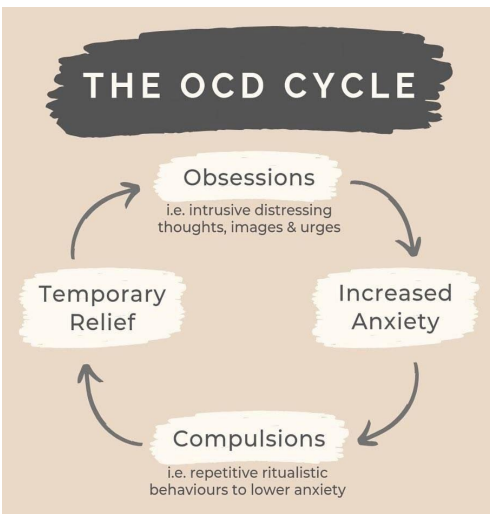 THE OCD CYCLE
Obsessions
i.e. intrusive distressing
thoughts, images & urges
Increased
Anxiety
Compulsions
i.e. repetitive ritualistic
behaviours to lower anxiety
Temporary
Relief